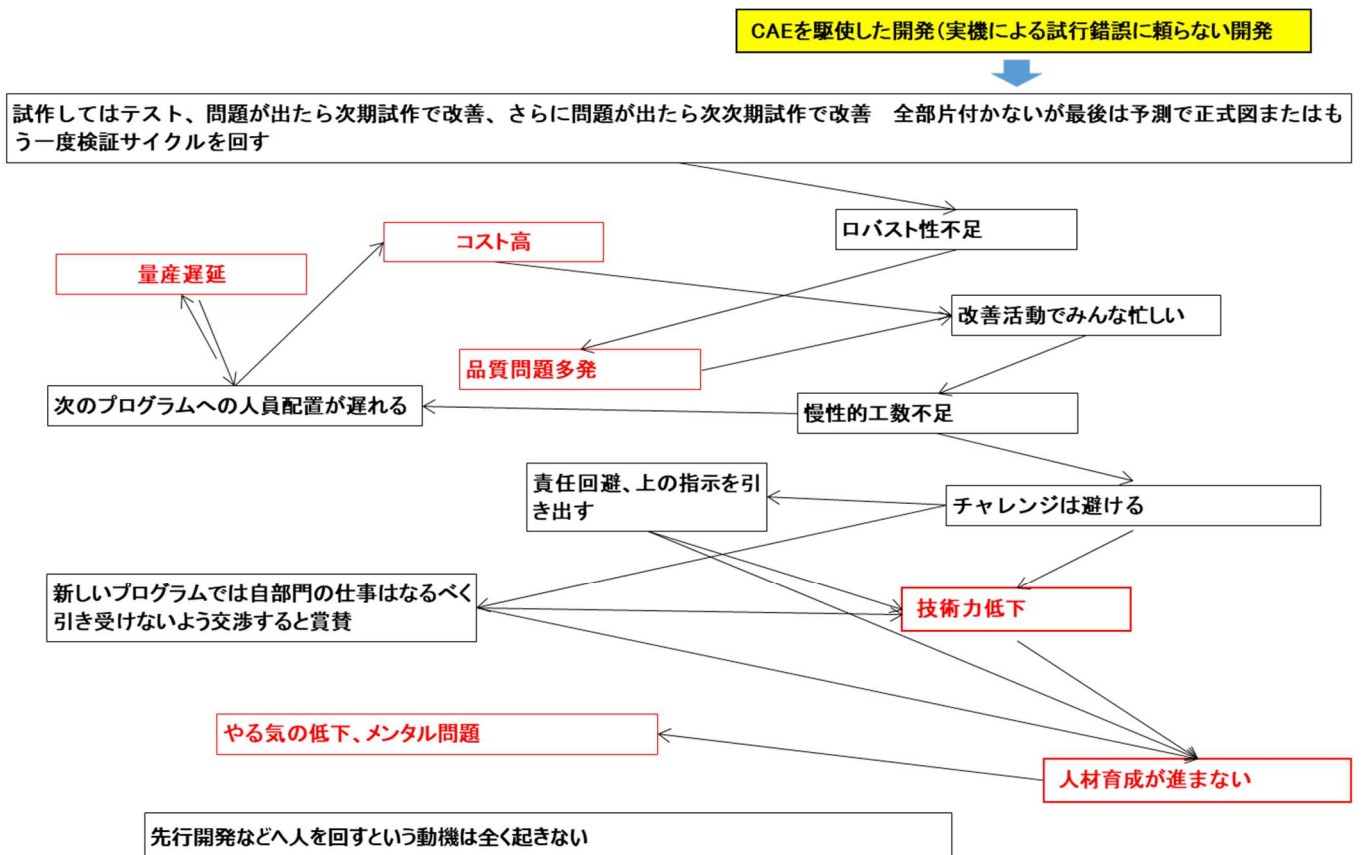 CAEを駆使した開発(実機による試行錯誤に頼らない開発
試作してはテスト、問題が出たら次期試作で改善、さらに問題が出たら次次期試作で改善　全部片付かないが最後は予測で正式図またはも
う一度検証サイクルを回す
ロバスト性不足
コスト高
量産遅延
改善活動でみんな忙しい
品質問題多発
次のプログラムへの人員配置が遅れる
慢性的工数不足
責任回避、上の指示を引
き出す
チャレンジは避ける
新しいプログラムでは自部門の仕事はなるべく
引き受けないよう交渉すると賞賛
技術力低下
やる気の低下、メンタル問題
人材育成が進まない
先行開発などへ人を回すという動機は全く起きない